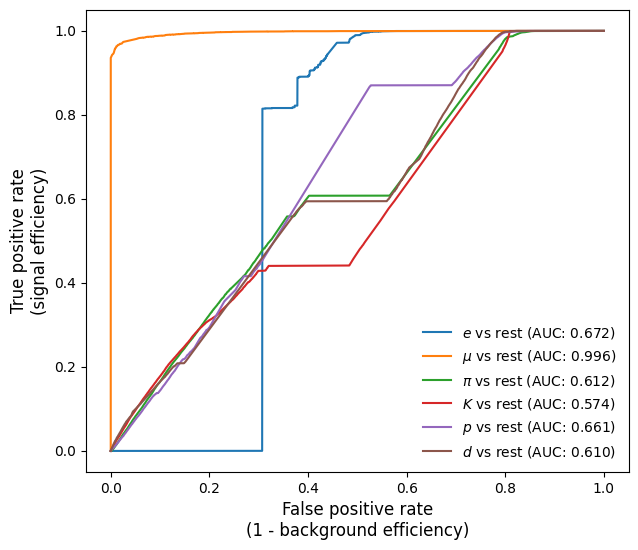 1.0
0.8
0.6
0.4
0.2
0.0
True positive rate
(signal efficiency)
e vs rest (AUC: 0.672)
μ vs rest (AUC: 0.996)
π vs rest (AUC: 0.612)
K vs rest (AUC: 0.574)
p vs rest (AUC: 0.661)
d vs rest (AUC: 0.610)
0.0 0.2 0.4 0.6 0.8 1.0
False positive rate
(1 - background efficiency)